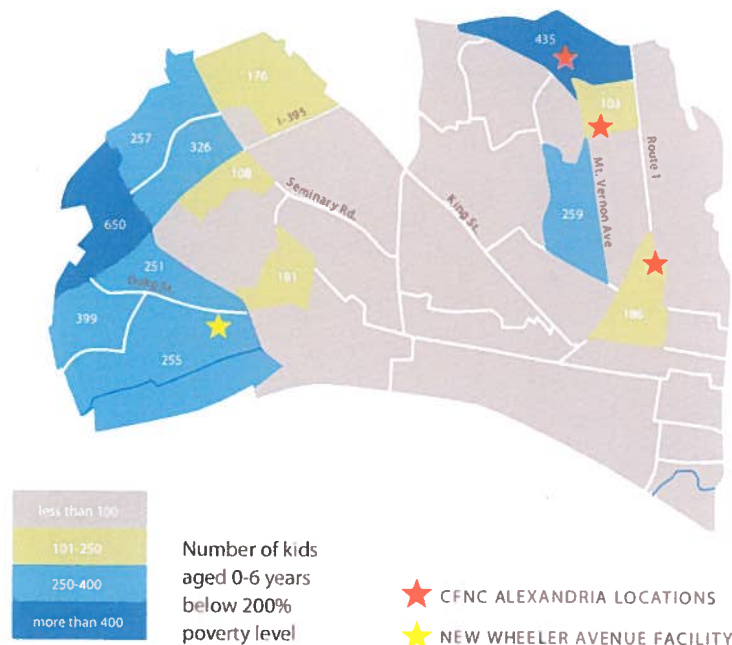 435
176
103
I-395
257
326
Route 1
108
Seminary Rd.
King St.
Mt. Vernon Ave
259
650
251
Duke St.
181
399
186
255
less than 100
101-250
250-400
more than 400
Number of kids
aged 0-6 years
below 200%
poverty level
CFNC ALEXANDRIA LOCATIONS
NEW WHEELER AVENUE FACILITY